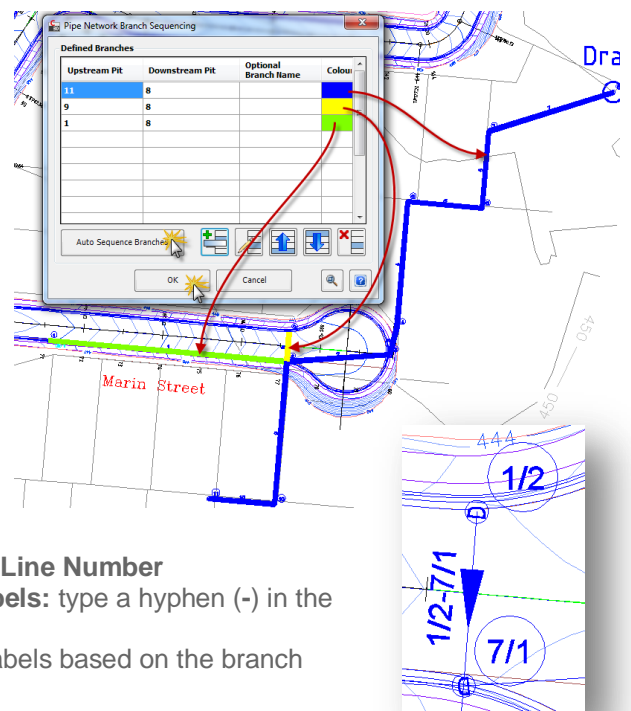 Pipe Network Branch Sequencing
Defined Branches
Upstream Pit Downstream Pit Optional Branch Name Colour
11 8
9 8
1 8
Auto Sequence Branches
OK Cancel
Dra
450
450
Marin Street
444
1/2
1/2-7/1
7/1
Line Number
bels: type a hyphen (-) in the
abels based on the branch